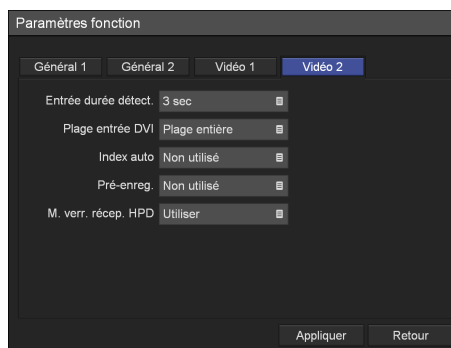 Paramètres fonction
Général 1 Général 2 Vidéo 1 Vidéo 2
Entrée durée détect. 3 sec
Plage entrée DVI Plage entière
Index auto Non utilisé
Pré-enreg. Non utilisé
M. verr. récep. HPD Utiliser
Appliquer Retour